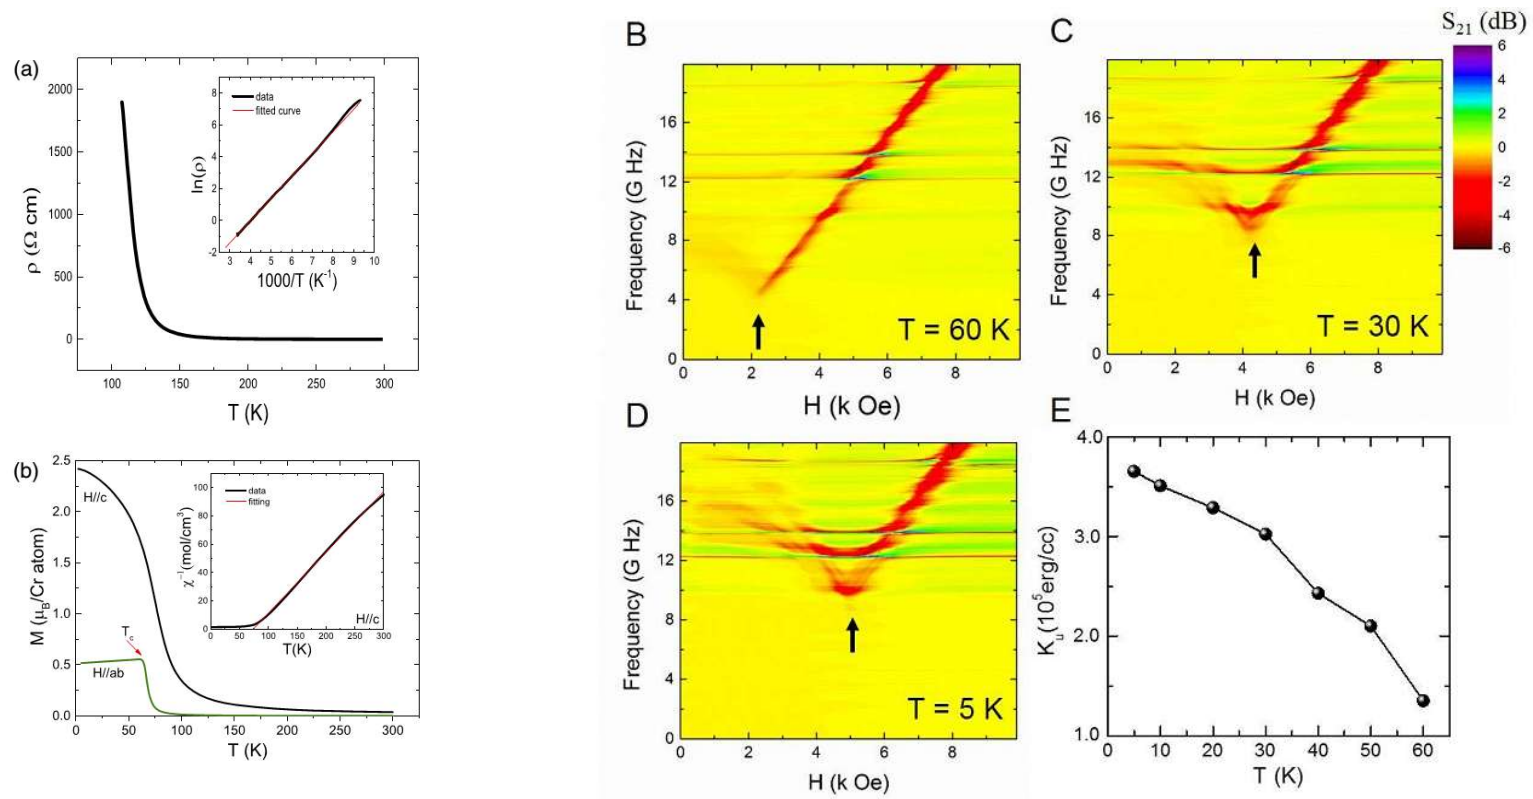 (a)
2000
1500
1000
500
0
ρ (Ω cm)
100 150 200 250 300
T (K)
data
fitted curve
8
6
4
2
0
-2
ln(ρ)
3 4 5 6 7 8 9 10
1000/T (K⁻¹)
(b)
2.5
2.0
1.5
1.0
0.5
0.0
M (μB/Cr atom)
H//c
Tc
H//ab
0 50 100 150 200 250 300
T (K)
data
fitting
100
80
60
40
20
0
χ⁻¹(mol/cm³)
H//c
0 50 100 150 200 250 300
T(K)
B
16
12
8
4
0
Frequency (G Hz)
T = 60 K
0 2 4 6 8
H (k Oe)
C
16
12
8
4
0
Frequency (G Hz)
T = 30 K
0 2 4 6 8
H (k Oe)
S₂₁ (dB)
6
4
2
0
-2
-4
-6
D
16
12
8
4
0
Frequency (G Hz)
T = 5 K
0 2 4 6 8
H (k Oe)
E
4.0
3.0
2.0
1.0
Kᵤ(10⁵erg/cc)
0 10 20 30 40 50 60
T (K)